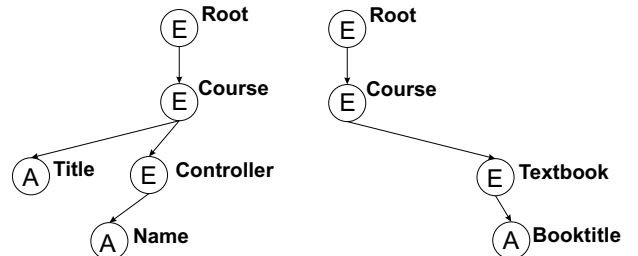 E Root E Root
E Course E Course
A Title E Controller E Textbook
A Name A Booktitle